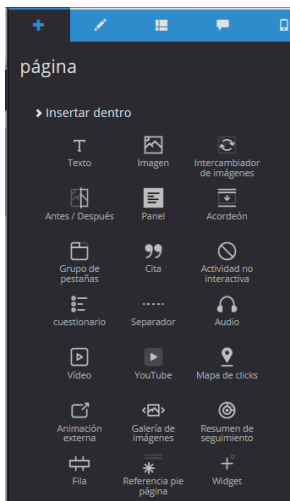 página
Insertar dentro
Texto
Imagen
Intercambiador
de imágenes
Antes / Después
Panel
Acordeón
Grupo de
pestañas
Cita
Actividad no
interactiva
cuestionario
Separador
Audio
Vídeo
YouTube
Mapa de clicks
Animación
externa
Galería de
imágenes
Resumen de
seguimiento
Fila
Referencia pie
página
Widget